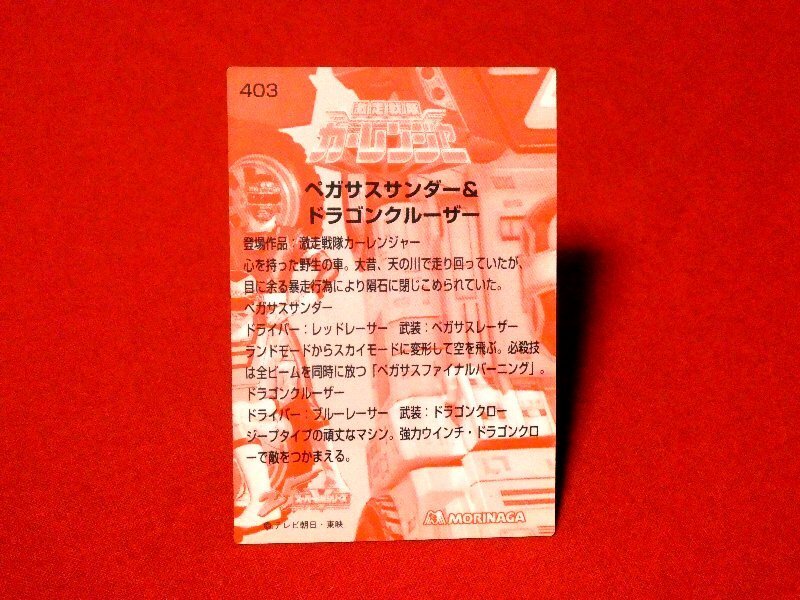 403
激走戦隊
カーレンジャー
ペガサスサンダー&
ドラゴンクルーザー
登場作品：激走戦隊カーレンジャー
心を持った野生の車。大昔、天の川で走り回っていたが、
目に余る暴走行為により隕石に閉じこめられていた。
ペガサスサンダー
ドライバー：レッドレーサー　武装：ペガサスレーザー
ランドモードからスカイモードに変形して空を飛ぶ。必殺技
は全ビームを同時に放つ「ペガサスファイナルバーニング」。
ドラゴンクルーザー
ドライバー：ブルーレーサー　武装：ドラゴンクロー
ジープタイプの頑丈なマシン。強力ウインチ・ドラゴンクロ
ーで敵をつかまえる。
スーパー戦隊シリーズ
©テレビ朝日・東映
MORINAGA